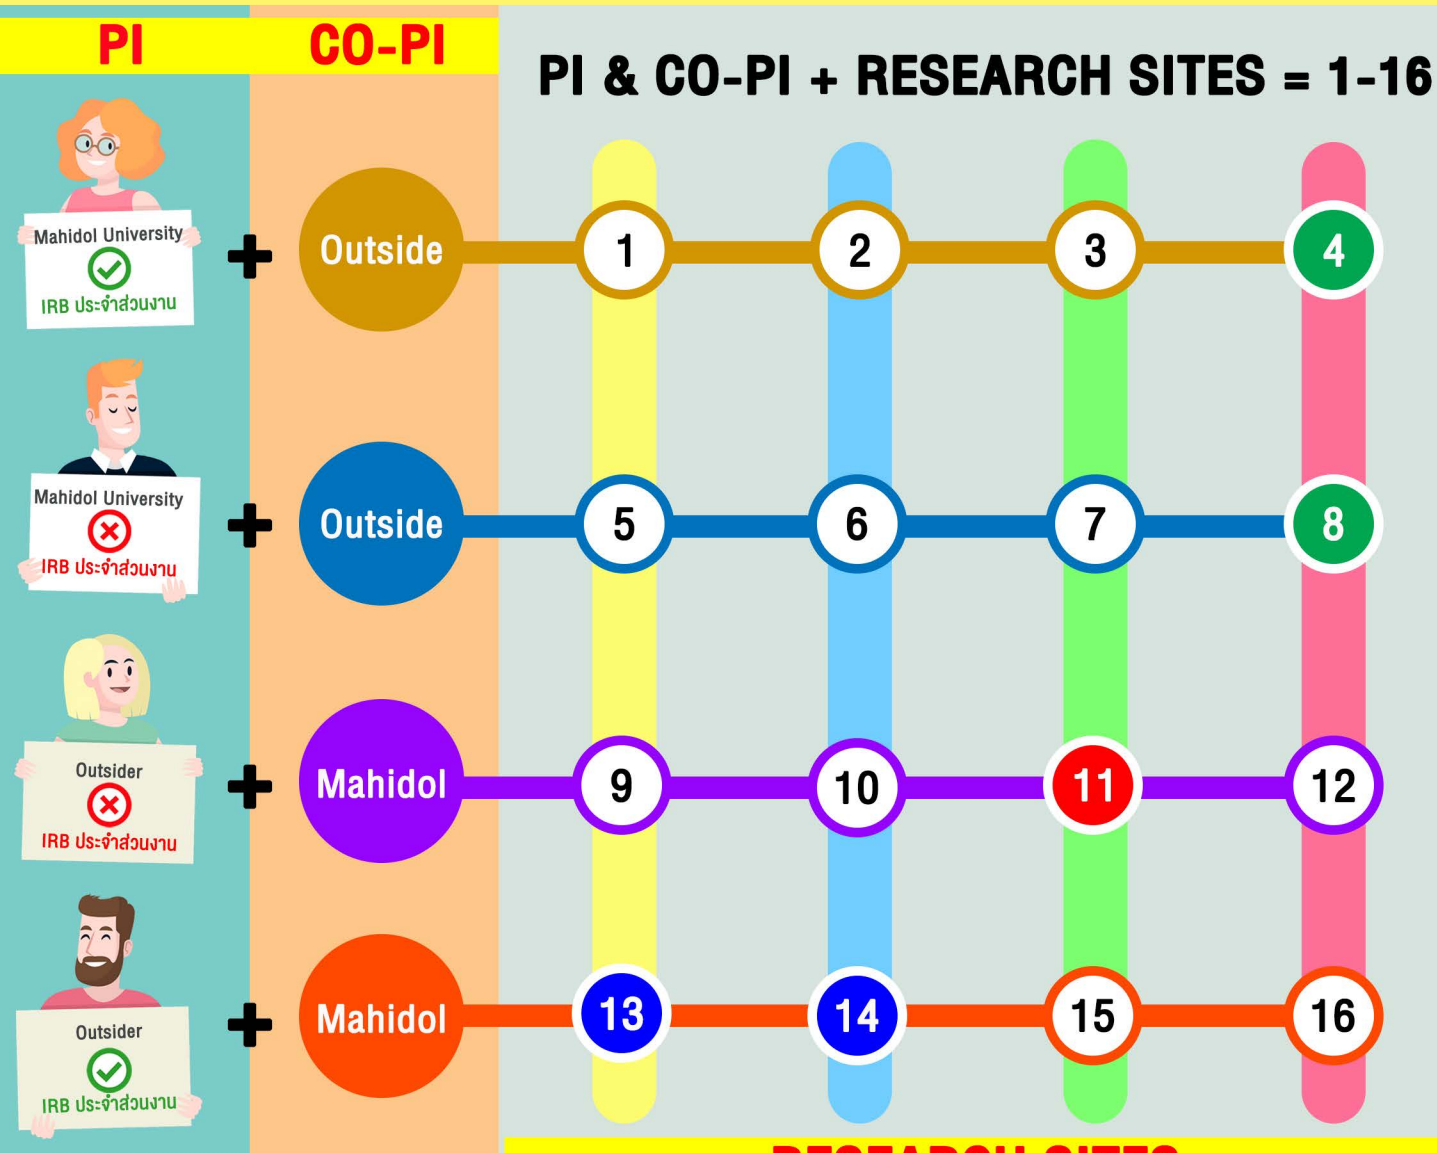 PI
CO-PI
PI & CO-PI + RESEARCH SITES = 1-16
Mahidol University
IRB ประจำส่วนงาน
+
Outside
1
2
3
4
Mahidol University
IRB ประจำส่วนงาน
+
Outside
5
6
7
8
Outsider
IRB ประจำส่วนงาน
+
Mahidol
9
10
11
12
Outsider
IRB ประจำส่วนงาน
+
Mahidol
13
14
15
16
RESEARCH SITES